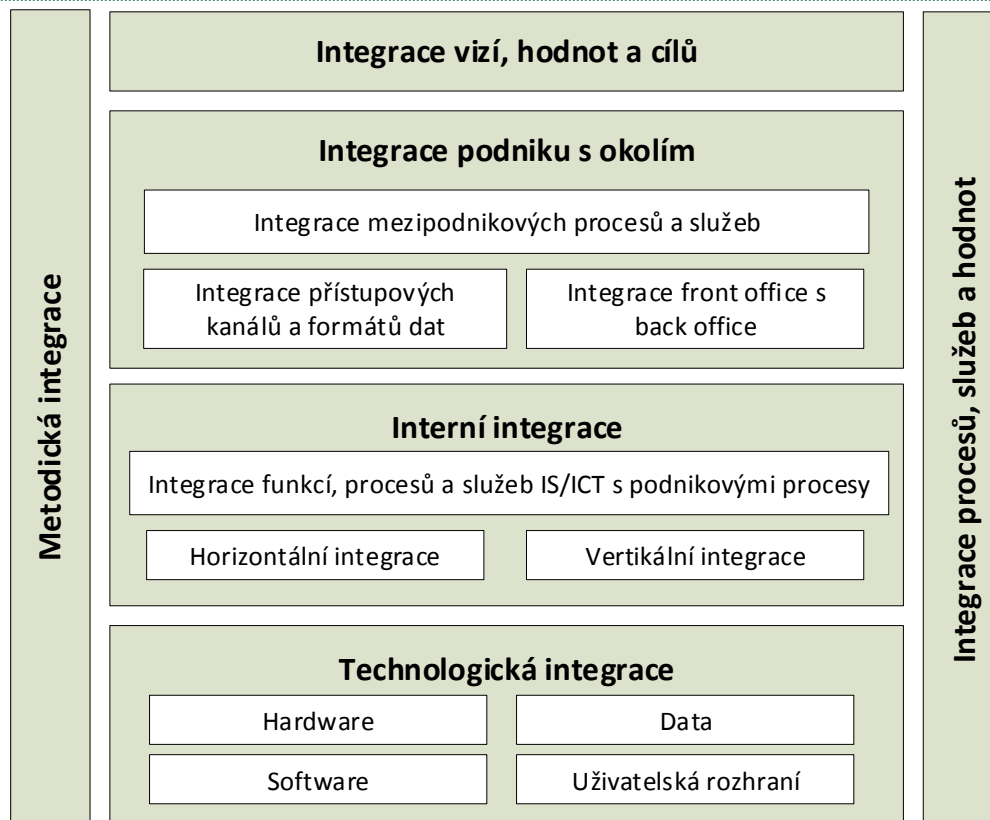 Metodická integrace
Integrace vizí, hodnot a cílů
Integrace podniku s okolím
Integrace mezipodnikových procesů a služeb
Integrace přístupových
kanálů a formátů dat
Integrace front office s
back office
Interní integrace
Integrace funkcí, procesů a služeb IS/ICT s podnikovými procesy
Horizontální integrace
Vertikální integrace
Technologická integrace
Hardware
Data
Software
Uživatelská rozhraní
Integrace procesů, služeb a hodnot